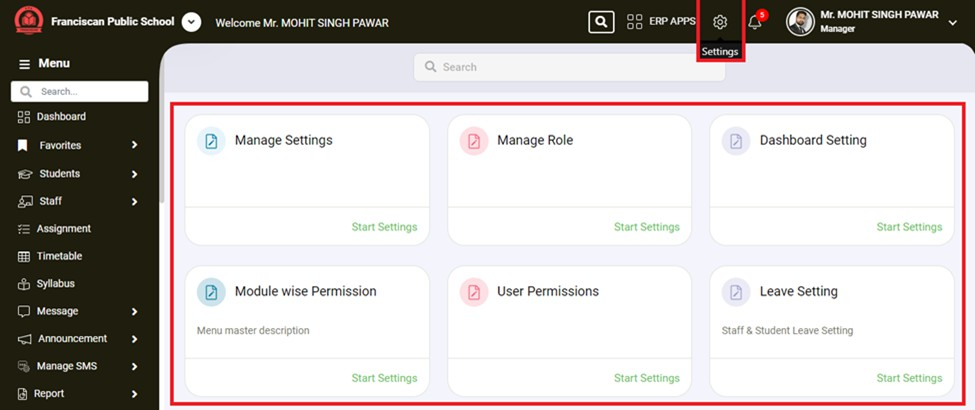 Franciscan Public School
Welcome Mr. MOHIT SINGH PAWAR
ERP APPS
5
Mr. MOHIT SINGH PAWAR
Manager
Settings
Menu
Search...
Dashboard
Favorites
Students
Staff
Assignment
Timetable
Syllabus
Message
Announcement
Manage SMS
Report
Search
Manage Settings
Start Settings
Manage Role
Start Settings
Dashboard Setting
Start Settings
Module wise Permission
Menu master description
Start Settings
User Permissions
Start Settings
Leave Setting
Staff & Student Leave Setting
Start Settings